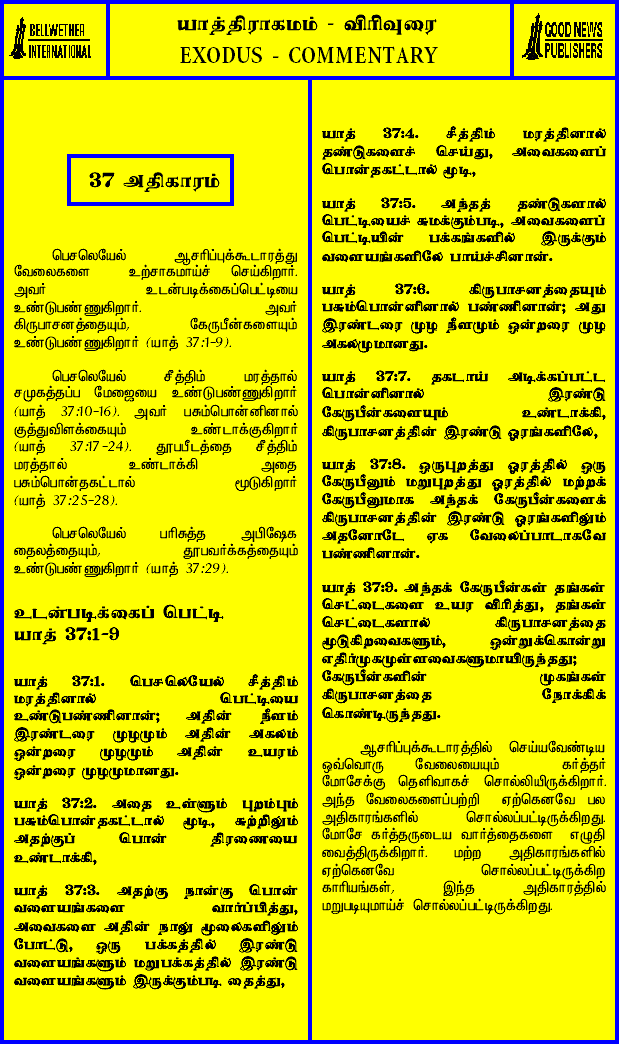 BELLWETHER
INTERNATIONAL
யாத்திராகமம் - விரிவுரை
EXODUS - COMMENTARY
GOOD NEWS
PUBLISHERS
37 அதிகாரம்
பெசலெயேல் ஆசரிப்புக்கூடாரத்து
வேலைகளை உற்சாகமாய்ச் செய்கிறார்.
அவர் உடன்படிக்கைப்பெட்டியை
உண்டுபண்ணுகிறார். அவர்
கிருபாசனத்தையும், கேருபீன்களையும்
உண்டுபண்ணுகிறார் (யாத் 37:1-9).
பெசலெயேல் சீத்திம் மரத்தால்
சமுகத்தப்ப மேஜையை உண்டுபண்ணுகிறார்
(யாத் 37:10-16). அவர் பசும்பொன்னினால்
குத்துவிளக்கையும் உண்டாக்குகிறார்
(யாத் 37:17-24). தூபபீடத்தை சீத்திம்
மரத்தால் உண்டாக்கி அதை
பசும்பொன்தகட்டால் மூடுகிறார்
(யாத் 37:25-28).
பெசலெயேல் பரிசுத்த அபிஷேக
தைலத்தையும், தூபவர்க்கத்தையும்
உண்டுபண்ணுகிறார் (யாத் 37:29).
உடன்படிக்கைப் பெட்டி
யாத் 37:1-9
யாத் 37:1. பெசலெயேல் சீத்திம்
மரத்தினால் பெட்டியை
உண்டுபண்ணினான்; அதின் நீளம்
இரண்டரை முழமும் அதின் அகலம்
ஒன்றரை முழமும் அதின் உயரம்
ஒன்றரை முழமுமானது.
யாத் 37:2. அதை உள்ளும் புறம்பும்
பசும்பொன்தகட்டால் மூடி, சுற்றிலும்
அதற்குப் பொன் திரணையை
உண்டாக்கி,
யாத் 37:3. அதற்கு நான்கு பொன்
வளையங்களை வார்ப்பித்து,
அவைகளை அதின் நாலு மூலைகளிலும்
போட்டு, ஒரு பக்கத்தில் இரண்டு
வளையங்களும் மறுபக்கத்தில் இரண்டு
வளையங்களும் இருக்கும்படி தைத்து,
யாத் 37:4. சீத்திம் மரத்தினால்
தண்டுகளைச் செய்து, அவைகளைப்
பொன்தகட்டால் மூடி,
யாத் 37:5. அந்தத் தண்டுகளால்
பெட்டியைச் சுமக்கும்படி, அவைகளைப்
பெட்டியின் பக்கங்களில் இருக்கும்
வளையங்களிலே பாய்ச்சினான்.
யாத் 37:6. கிருபாசனத்தையும்
பசும்பொன்னினால் பண்ணினான்; அது
இரண்டரை முழ நீளமும் ஒன்றரை முழ
அகலமுமானது.
யாத் 37:7. தகடாய் அடிக்கப்பட்ட
பொன்னினால் இரண்டு
கேருபீன்களையும் உண்டாக்கி,
கிருபாசனத்தின் இரண்டு ஓரங்களிலே,
யாத் 37:8. ஒருபுறத்து ஓரத்தில் ஒரு
கேருபீனும் மறுபுறத்து ஓரத்தில் மற்றக்
கேருபீனுமாக அந்தக் கேருபீன்களைக்
கிருபாசனத்தின் இரண்டு ஓரங்களிலும்
அதனோடே ஏக வேலைப்பாடாகவே
பண்ணினான்.
யாத் 37:9. அந்தக் கேருபீன்கள் தங்கள்
செட்டைகளை உயர விரித்து, தங்கள்
செட்டைகளால் கிருபாசனத்தை
மூடுகிறவைகளும், ஒன்றுக்கொன்று
எதிர்முகமுள்ளவைகளுமாயிருந்தது;
கேருபீன்களின் முகங்கள்
கிருபாசனத்தை நோக்கிக்
கொண்டிருந்தது.
ஆசரிப்புக்கூடாரத்தில் செய்யவேண்டிய
ஒவ்வொரு வேலையையும் கர்த்தர்
மோசேக்கு தெளிவாகச் சொல்லியிருக்கிறார்.
அந்த வேலைகளைப்பற்றி ஏற்கெனவே பல
அதிகாரங்களில் சொல்லப்பட்டிருக்கிறது.
மோசே கர்த்தருடைய வார்த்தைகளை எழுதி
வைத்திருக்கிறார். மற்ற அதிகாரங்களில்
ஏற்கெனவே சொல்லப்பட்டிருக்கிற
காரியங்கள், இந்த அதிகாரத்தில்
மறுபடியுமாய்ச் சொல்லப்பட்டிருக்கிறது.